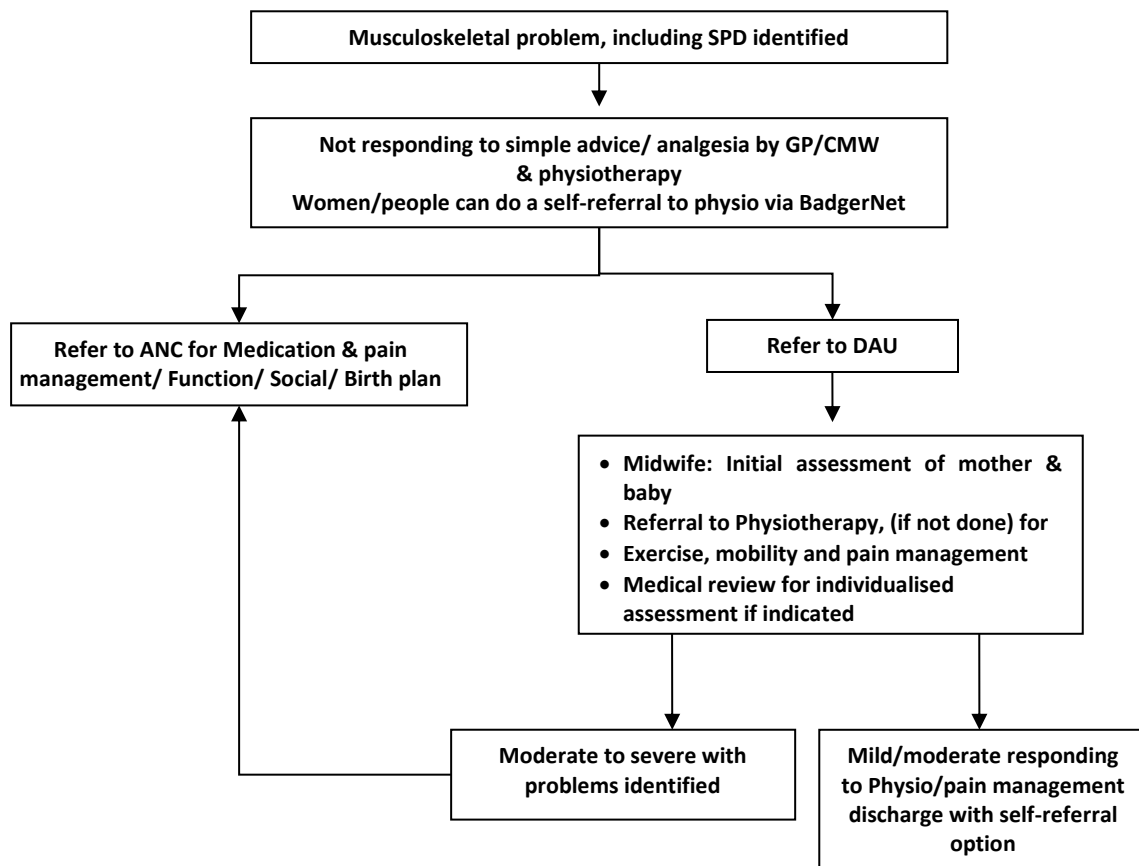 Musculoskeletal problem, including SPD identified
Not responding to simple advice/ analgesia by GP/CMW
& physiotherapy
Women/people can do a self-referral to physio via BadgerNet
Refer to ANC for Medication & pain
management/ Function/ Social/ Birth plan
Refer to DAU
• Midwife: Initial assessment of mother &
baby
• Referral to Physiotherapy, (if not done) for
• Exercise, mobility and pain management
• Medical review for individualised
assessment if indicated
Moderate to severe with
problems identified
Mild/moderate responding
to Physio/pain management
discharge with self-referral
option